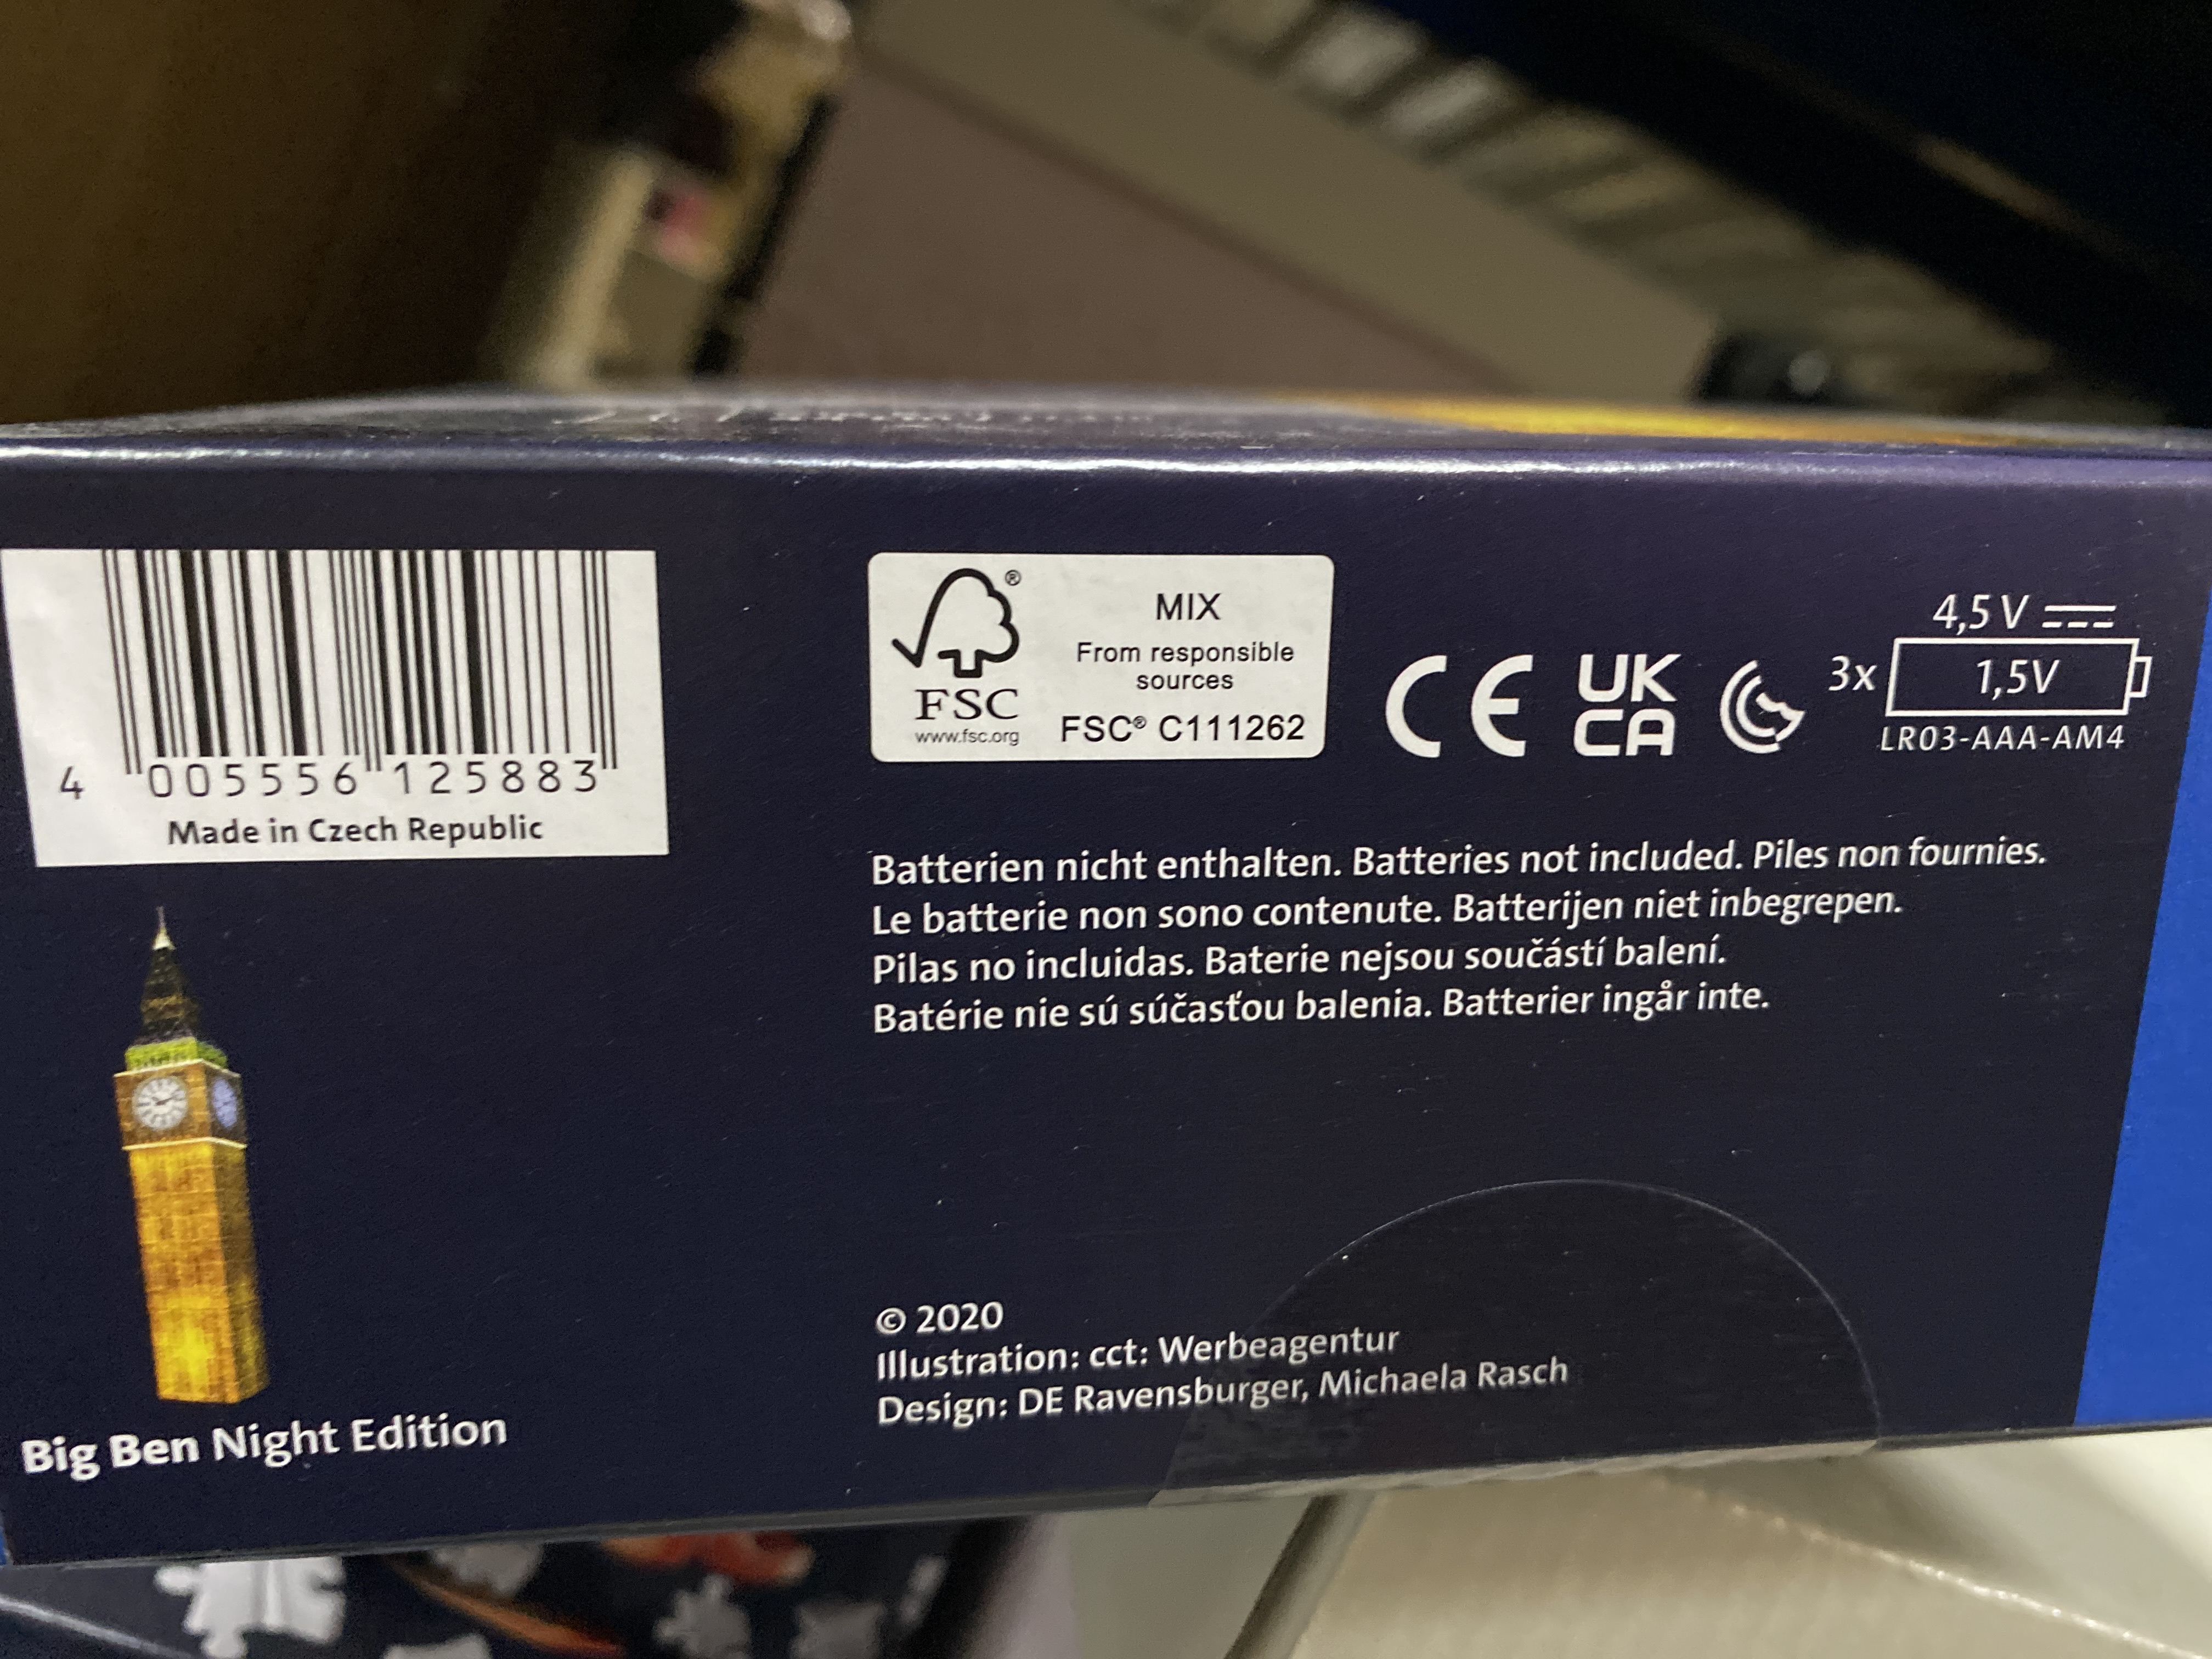 4 005556 125883
Made in Czech Republic
Big Ben Night Edition
®
FSC
www.fsc.org
MIX
From responsible
sources
FSC® C111262
CE
UK
CA
4,5 V
3x
1,5V
LR03-AAA-AM4
Batterien nicht enthalten. Batteries not included. Piles non fournies.
Le batterie non sono contenute. Batterijen niet inbegrepen.
Pilas no incluidas. Baterie nejsou součástí balení.
Batérie nie sú súčasťou balenia. Batterier ingår inte.
© 2020
Illustration: cct: Werbeagentur
Design: DE Ravensburger, Michaela Rasch